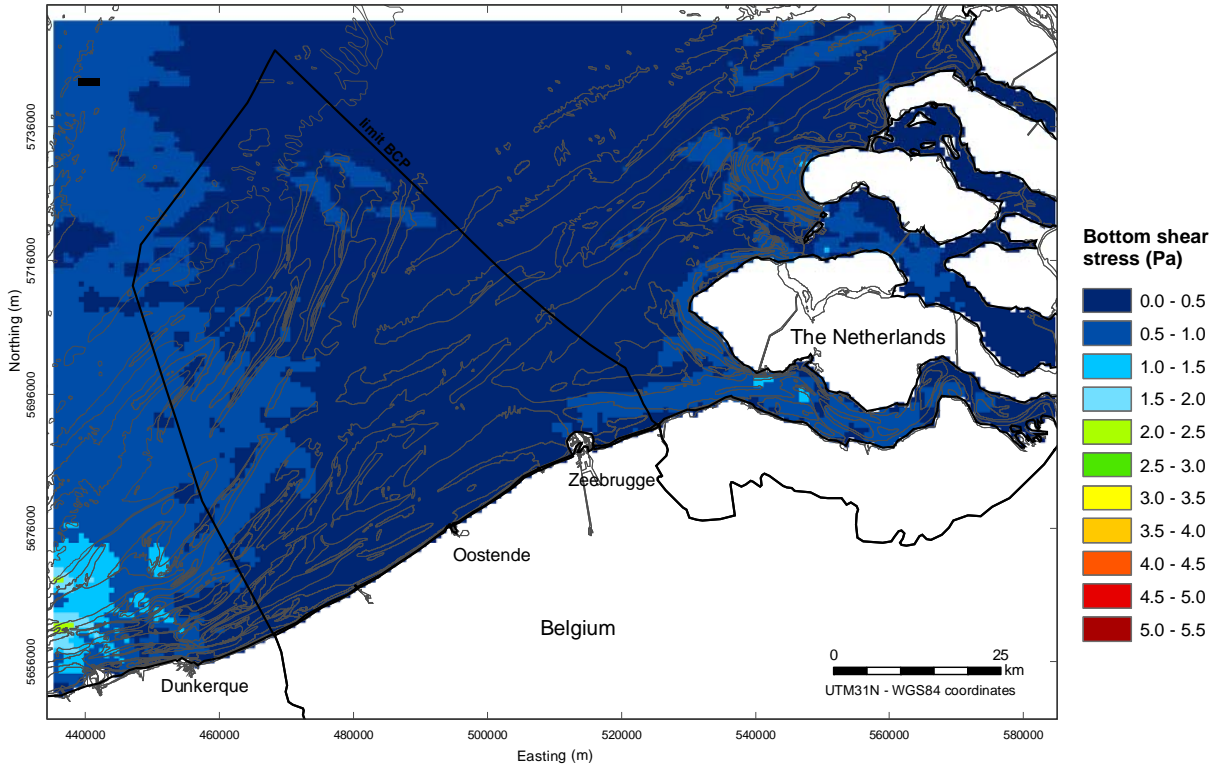 limit BCP
The Netherlands
Zeebrugge
Oostende
Belgium
Dunkerque
0 25
km
UTM31N - WGS84 coordinates
Northing (m)
5736000
5716000
5696000
5676000
5656000
440000 460000 480000 500000 520000 540000 560000 580000
Easting (m)
Bottom shear
stress (Pa)
0.0 - 0.5
0.5 - 1.0
1.0 - 1.5
1.5 - 2.0
2.0 - 2.5
2.5 - 3.0
3.0 - 3.5
3.5 - 4.0
4.0 - 4.5
4.5 - 5.0
5.0 - 5.5